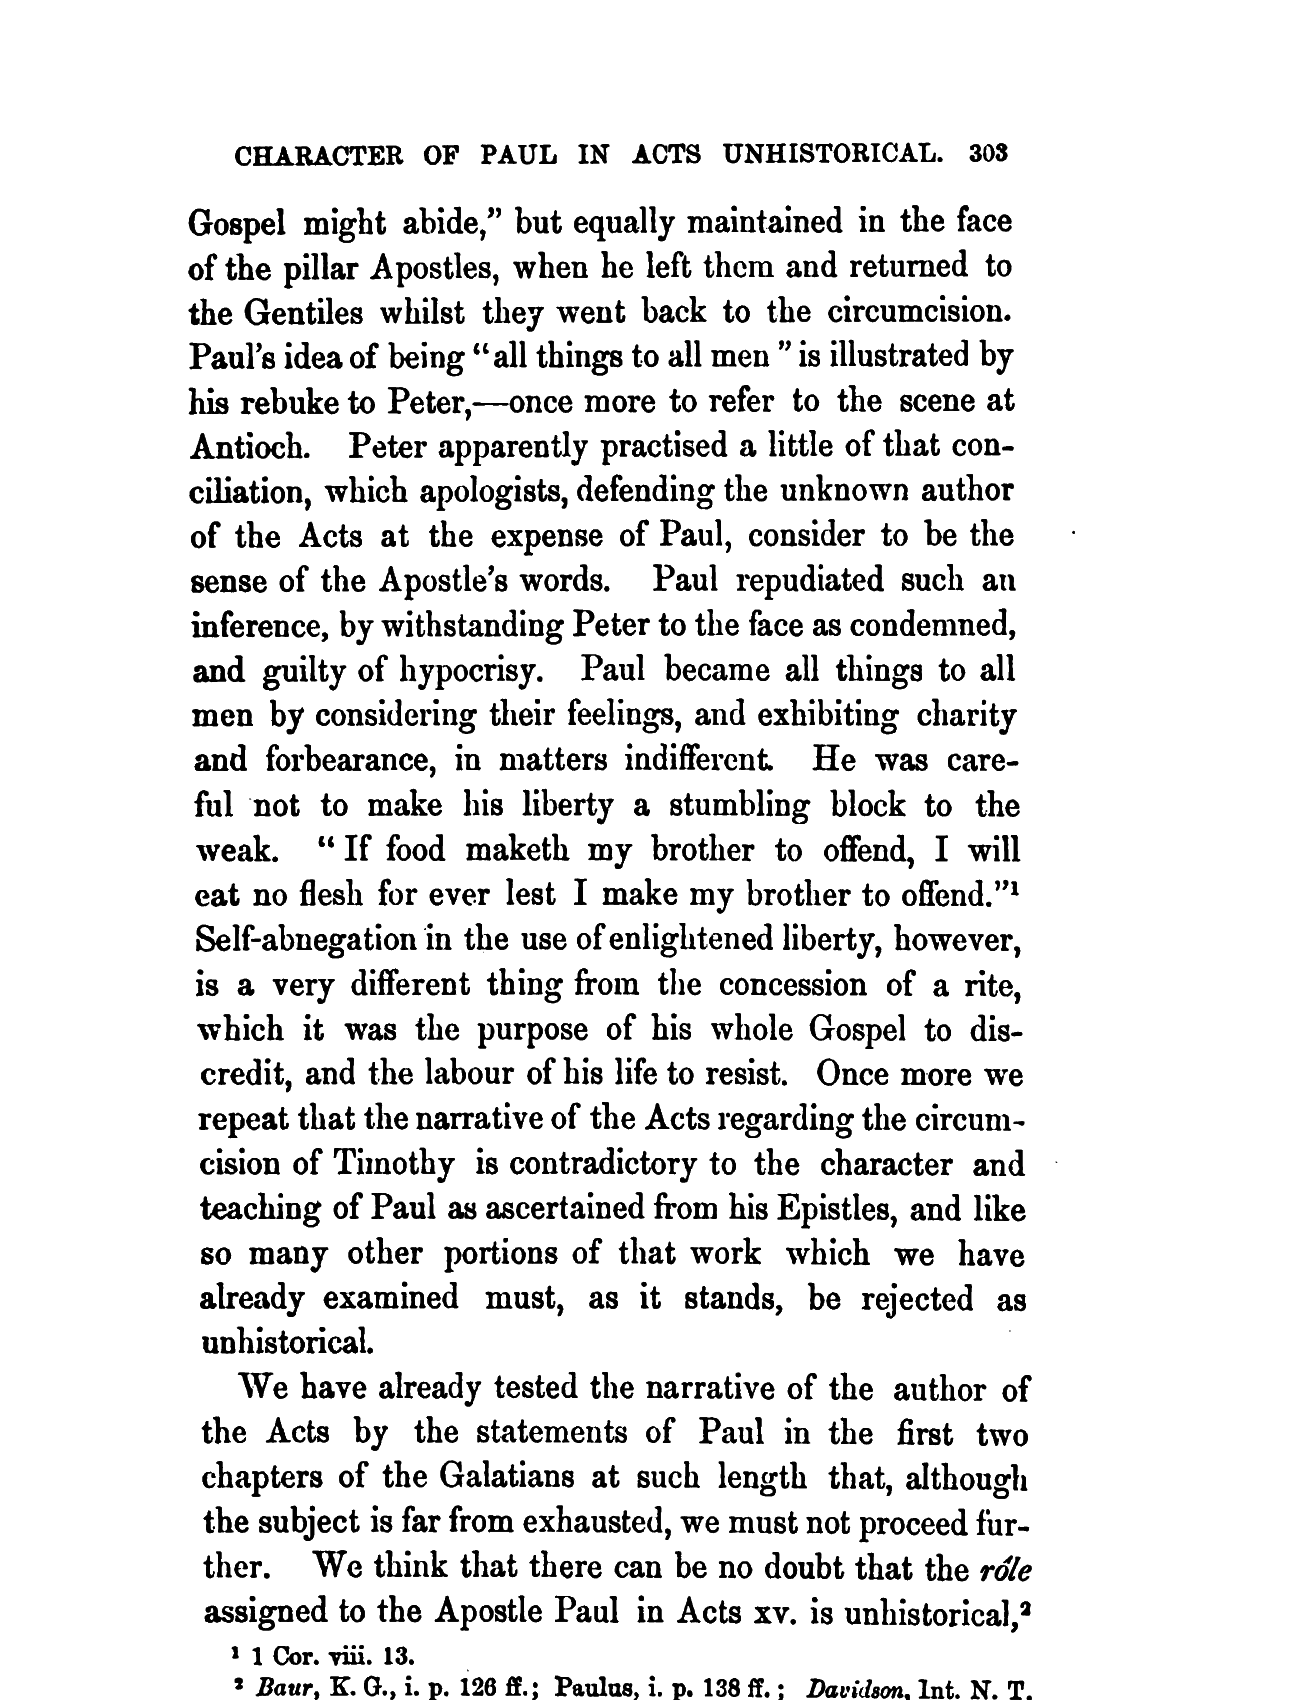 CHARACTER OF PAUL IN ACTS UNHISTORICAL. 303
Gospel might abide,” but equally maintained in the face
of the pillar Apostles, when he left them and returned to
the Gentiles whilst they went back to the circumcision.
Paul’s idea of being “all things to all men ” is illustrated by
his rebuke to Peter,—once more to refer to the scene at
Antioch. Peter apparently practised a little of that con-
ciliation, which apologists, defending the unknown author
of the Acts at the expense of Paul, consider to be the
sense of the Apostle’s words. Paul repudiated such an
inference, by withstanding Peter to the face as condemned,
and guilty of hypocrisy. Paul became all things to all
men by considering their feelings, and exhibiting charity
and forbearance, in matters indifferent. He was care-
ful not to make his liberty a stumbling block to the
weak. “ If food maketh my brother to offend, I will
eat no flesh for ever lest I make my brother to offend.”¹
Self-abnegation in the use of enlightened liberty, however,
is a very different thing from the concession of a rite,
which it was the purpose of his whole Gospel to dis-
credit, and the labour of his life to resist. Once more we
repeat that the narrative of the Acts regarding the circum-
cision of Timothy is contradictory to the character and
teaching of Paul as ascertained from his Epistles, and like
so many other portions of that work which we have
already examined must, as it stands, be rejected as
unhistorical.
We have already tested the narrative of the author of
the Acts by the statements of Paul in the first two
chapters of the Galatians at such length that, although
the subject is far from exhausted, we must not proceed fur-
ther. We think that there can be no doubt that the rôle
assigned to the Apostle Paul in Acts xv. is unhistorical,²
¹ 1 Cor. viii. 13.
² Baur, K. G., i. p. 126 ff.; Paulus, i. p. 138 ff. ; Davidson, Int. N. T.